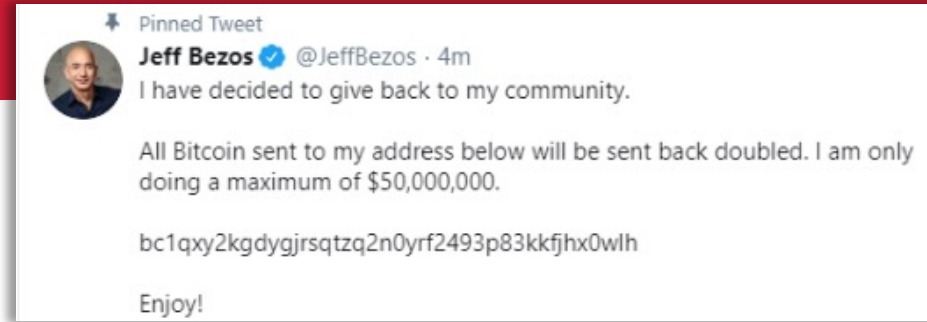 Pinned Tweet
Jeff Bezos @JeffBezos · 4m
I have decided to give back to my community.
All Bitcoin sent to my address below will be sent back doubled. I am only
doing a maximum of $50,000,000.
bc1qxy2kgdygjrsqtzq2n0yrf2493p83kkfjhx0wlh
Enjoy!